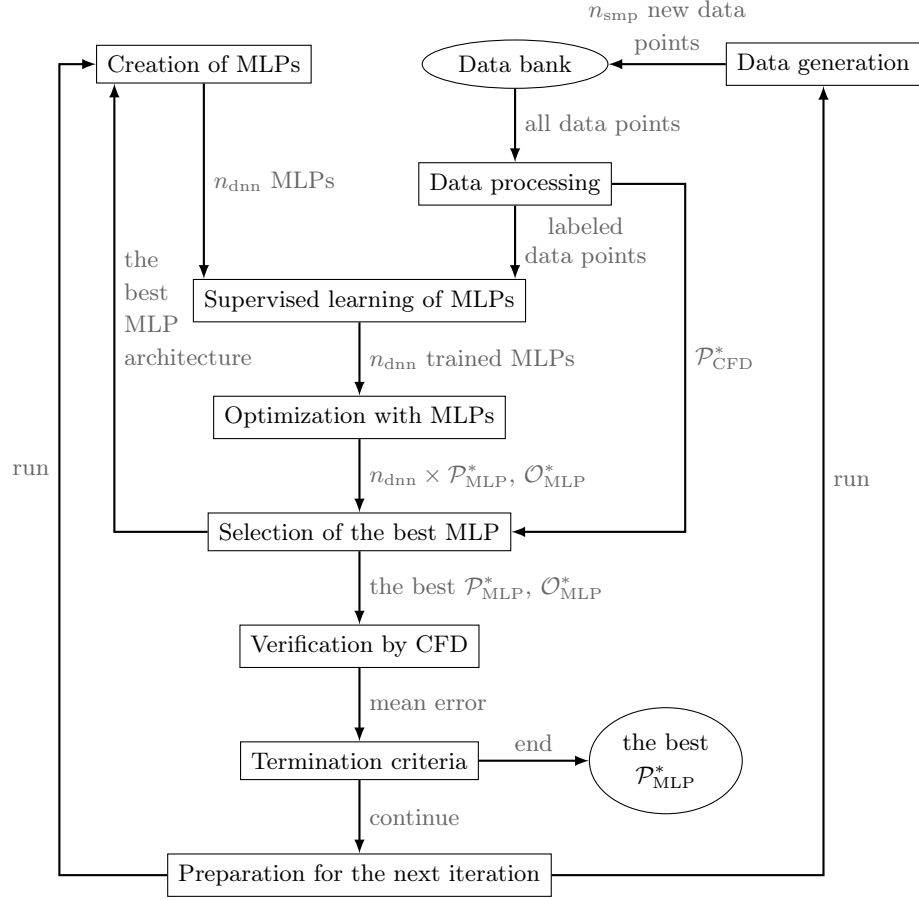 n_smp new data
points
Creation of MLPs
Data bank
Data generation
all data points
n_dnn MLPs
Data processing
labeled
data points
the
best
MLP
architecture
Supervised learning of MLPs
n_dnn trained MLPs
𝒫*_CFD
Optimization with MLPs
run
n_dnn × 𝒫*_MLP, 𝒪*_MLP
run
Selection of the best MLP
the best 𝒫*_MLP, 𝒪*_MLP
Verification by CFD
mean error
Termination criteria
end
the best
𝒫*_MLP
continue
Preparation for the next iteration